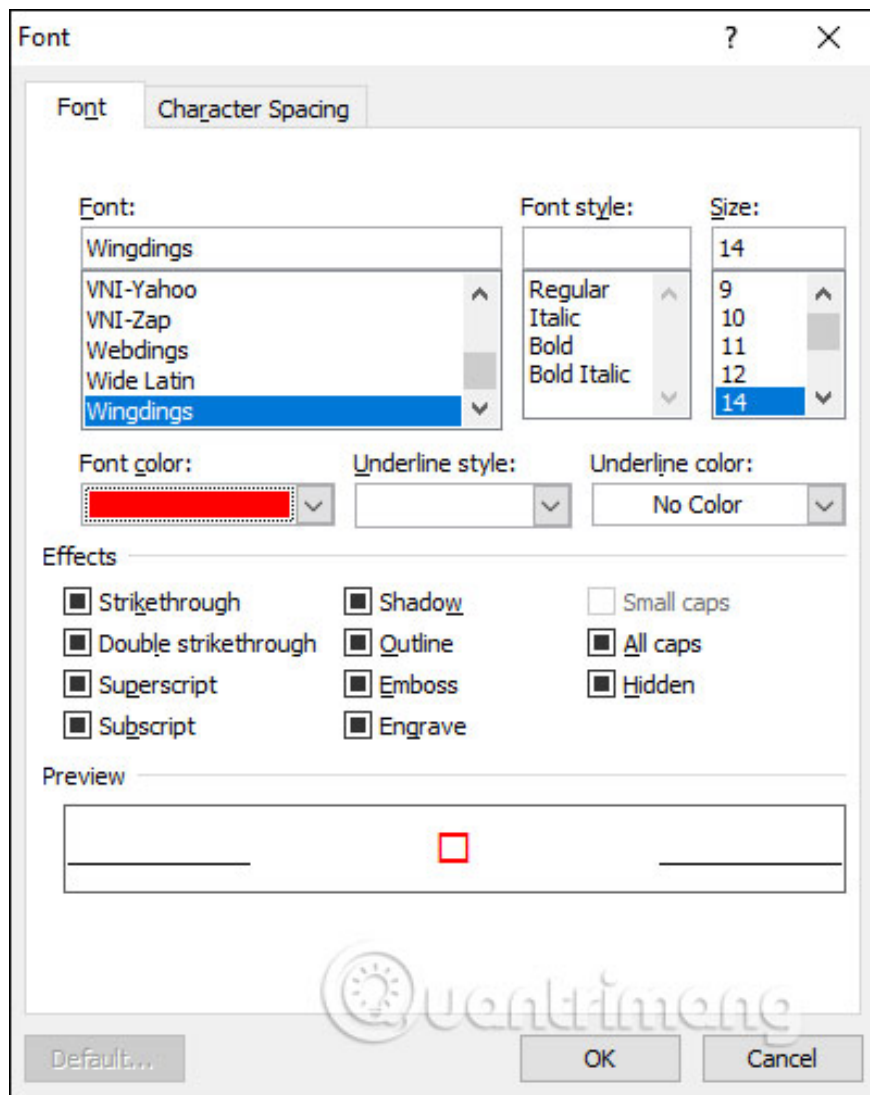 Font ?
Font Character Spacing
Font: Font style: Size:
Wingdings 14
VNI-Yahoo Regular 9
VNI-Zap Italic 10
Webdings Bold 11
Wide Latin Bold Italic 12
Wingdings 14
Font color: Underline style: Underline color:
No Color
Effects
Strikethrough Shadow Small caps
Double strikethrough Outline All caps
Superscript Emboss Hidden
Subscript Engrave
Preview
Quantrimang
Default... OK Cancel